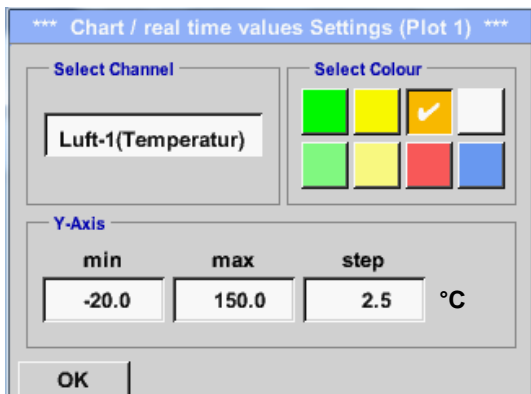 *** Chart / real time values Settings (Plot 1) ***
Select Channel
Select Colour
Luft-1(Temperatur)
Y-Axis
min max step
-20.0 150.0 2.5 °C
OK